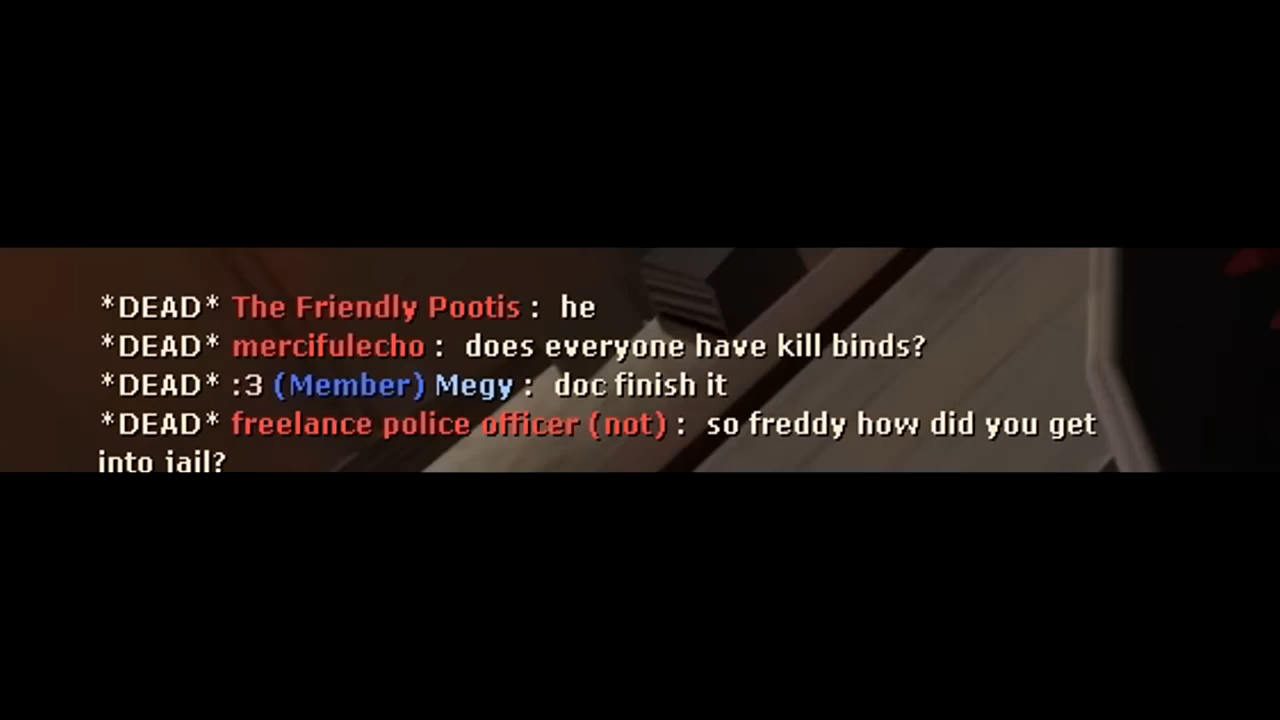 *DEAD* The Friendly Pootis :  he
*DEAD* mercifulecho :  does everyone have kill binds?
*DEAD* :3 (Member) Megy :  doc finish it
*DEAD* freelance police officer (not) :  so freddy how did you get
into jail?